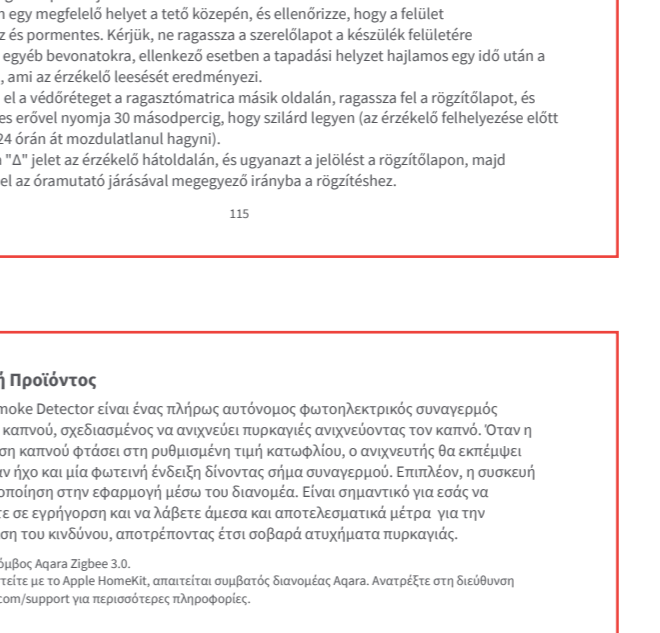 egy megfelelő helyet a tető közepén, és ellenőrizze, hogy a felület
és pormentes. Kérjük, ne ragassza a szerelőlapot a készülék felületére
egyéb bevonatokra, ellenkező esetben a tapadási helyzet hajlamos egy idő után a
, ami az érzékelő leesését eredményezi.
el a védőréteget a ragasztómatrica másik oldalán, ragassza fel a rögzítőlapot, és
es erővel nyomja 30 másodpercig, hogy szilárd legyen (az érzékelő felhelyezése előtt
24 órán át mozdulatlanul hagyni).
"Δ" jelet az érzékelő hátoldalán, és ugyanazt a jelölést a rögzítőlapon, majd
el az óramutató járásával megegyező irányba a rögzítéshez.
115
ή Προϊόντος
moke Detector είναι ένας πλήρως αυτόνομος φωτοηλεκτρικός συναγερμός
καπνού, σχεδιασμένος να ανιχνεύει πυρκαγιές ανιχνεύοντας τον καπνό. Όταν η
ση καπνού φτάσει στη ρυθμισμένη τιμή κατωφλίου, ο ανιχνευτής θα εκπέμψει
αν ήχο και μία φωτεινή ένδειξη δίνοντας σήμα συναγερμού. Επιπλέον, η συσκευή
οποίηση στην εφαρμογή μέσω του διανομέα. Είναι σημαντικό για εσάς να
τε σε εγρήγορση και να λάβετε άμεσα και αποτελεσματικά μέτρα για την
ση του κινδύνου, αποτρέποντας έτσι σοβαρά ατυχήματα πυρκαγιάς.
όμβος Aqara Zigbee 3.0.
τείτε με το Apple HomeKit, απαιτείται συμβατός διανομέας Aqara. Ανατρέξτε στη διεύθυνση
com/support για περισσότερες πληροφορίες.